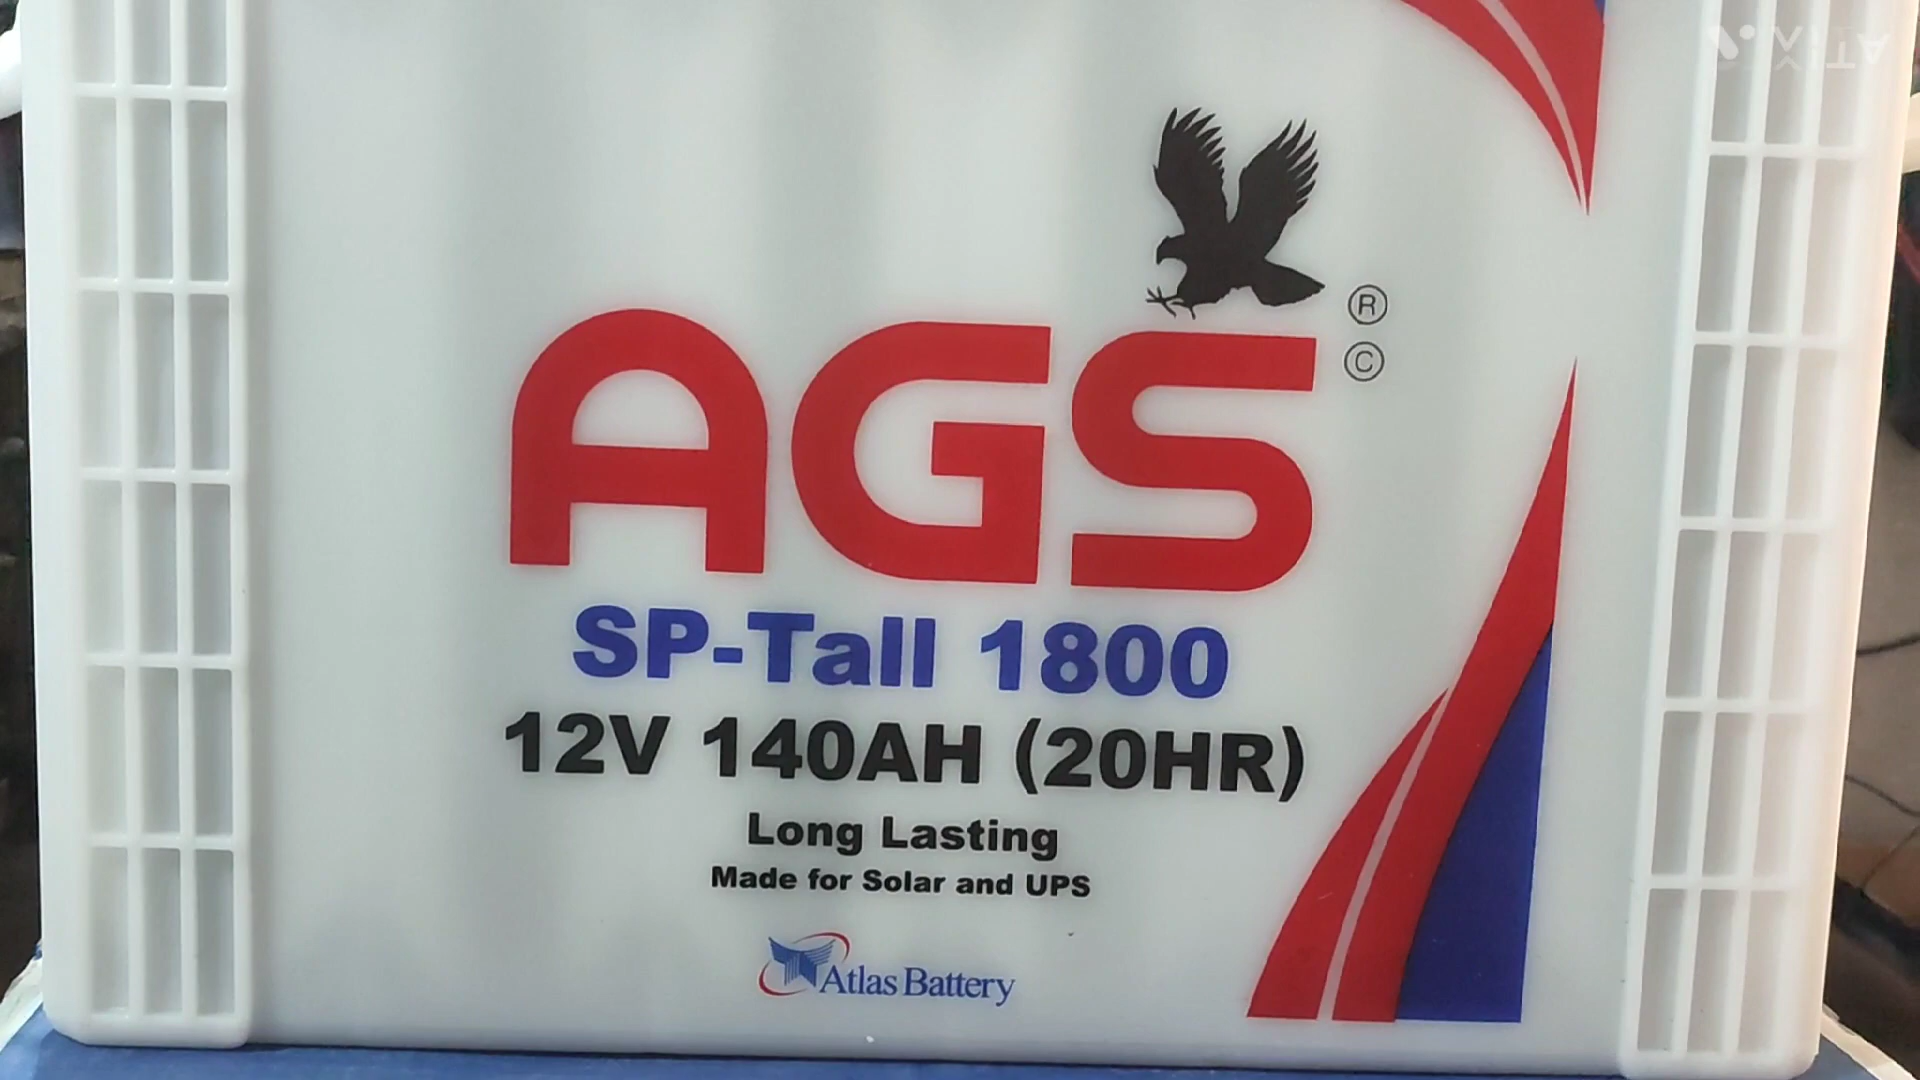 AGS
®
©
SP-Tall 1800
12V 140AH (20HR)
Long Lasting
Made for Solar and UPS
Atlas Battery